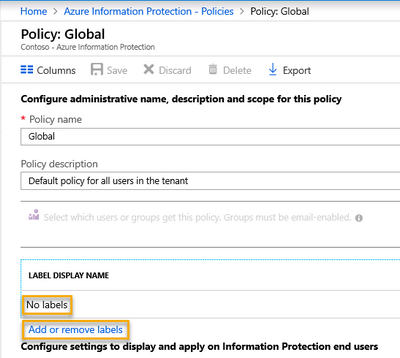 Home > Azure Information Protection - Policies > Policy: Global
Policy: Global
Contoso - Azure Information Protection
Columns Save Discard Delete Export
Configure administrative name, description and scope for this policy
* Policy name
Global
Policy description
Default policy for all users in the tenant
Select which users or groups get this policy. Groups must be email-enabled.
LABEL DISPLAY NAME
No labels
Add or remove labels
Configure settings to display and apply on Information Protection end users